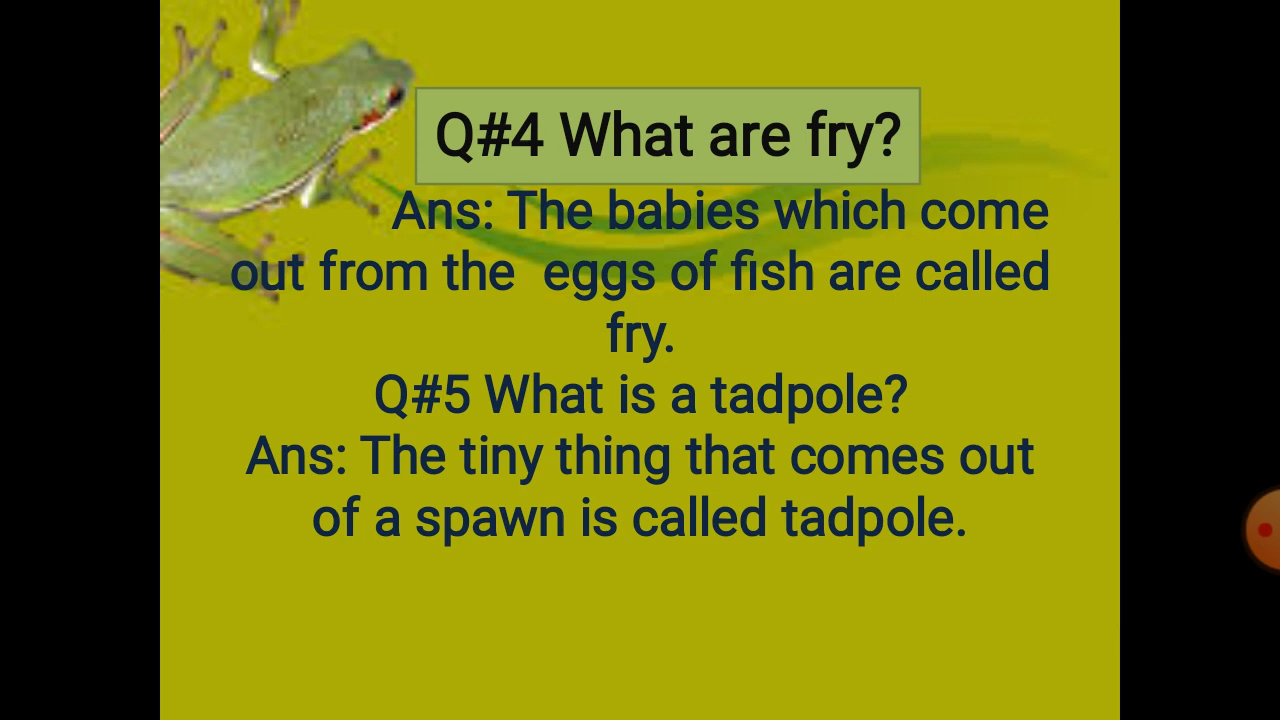 Q#4 What are fry?
Ans: The babies which come
out from the eggs of fish are called
fry.
Q#5 What is a tadpole?
Ans: The tiny thing that comes out
of a spawn is called tadpole.